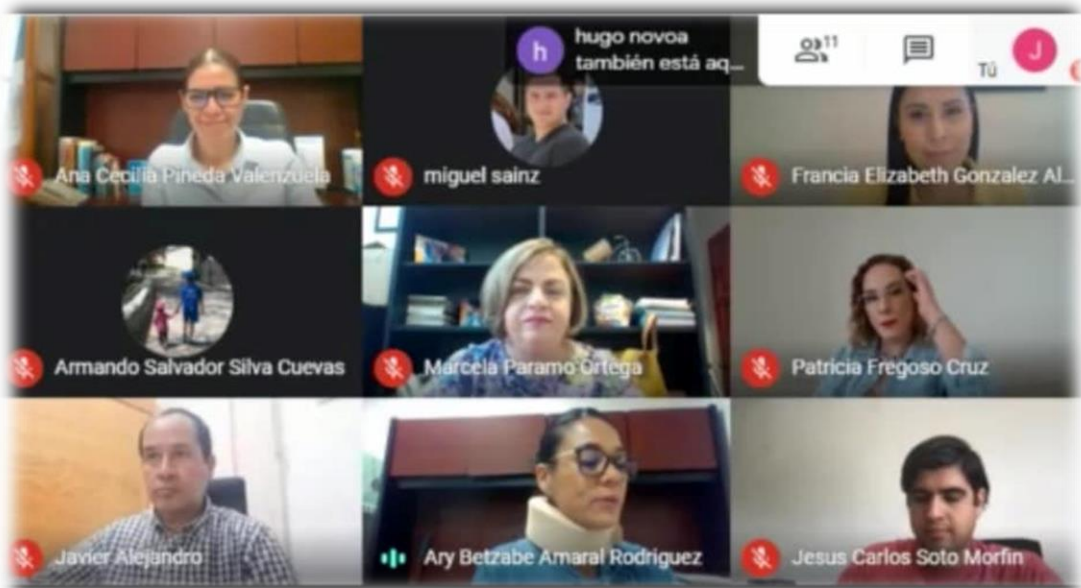 h
hugo novoa
también está aq...
11
Tú
J
Ana Cecilia Pineda Valenzuela
miguel sainz
Francia Elizabeth Gonzalez Al...
Armando Salvador Silva Cuevas
Marcela Paramo Ortega
Patricia Fregoso Cruz
Javier Alejandro
Ary Betzabe Amaral Rodriguez
Jesus Carlos Soto Morfin